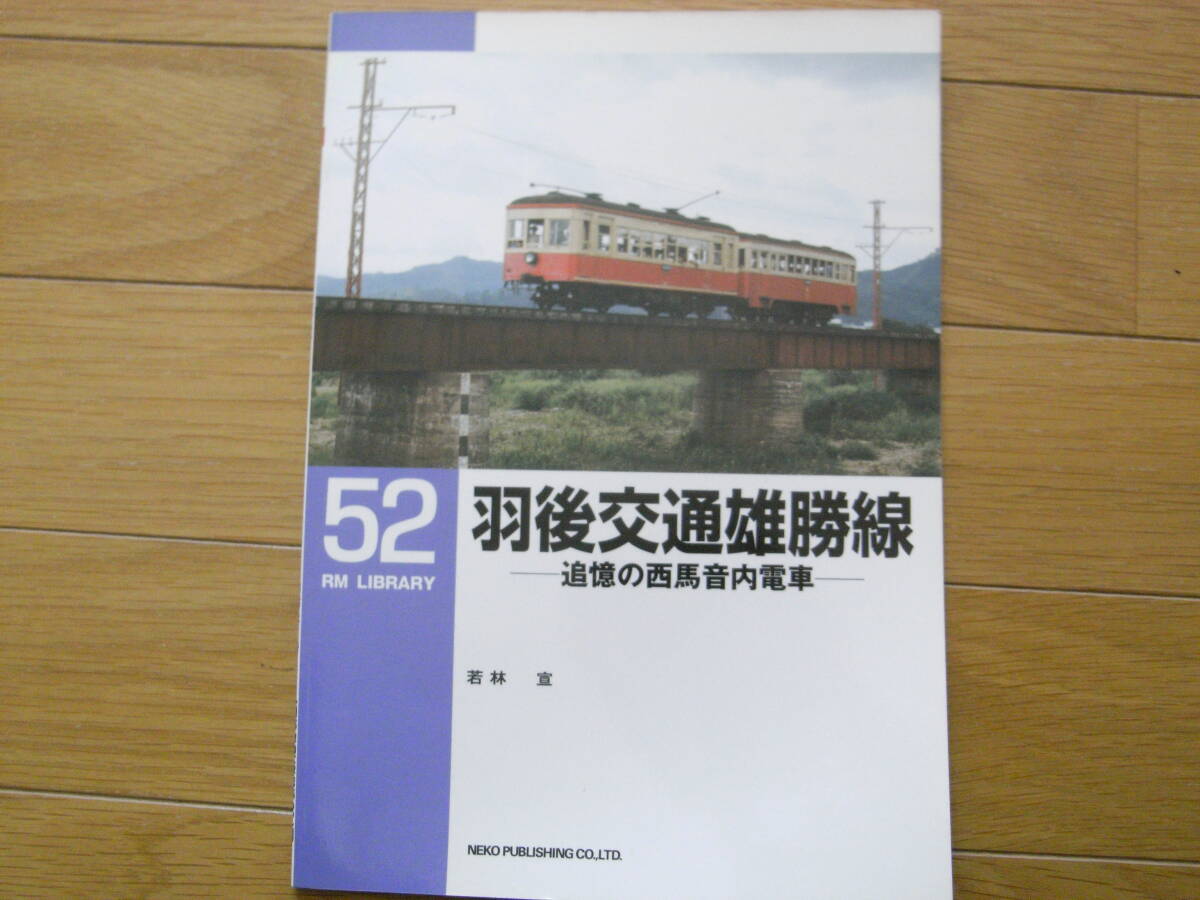 52
RM LIBRARY
羽後交通雄勝線
──追憶の西馬音内電車──
若林 宣
NEKO PUBLISHING CO.,LTD.